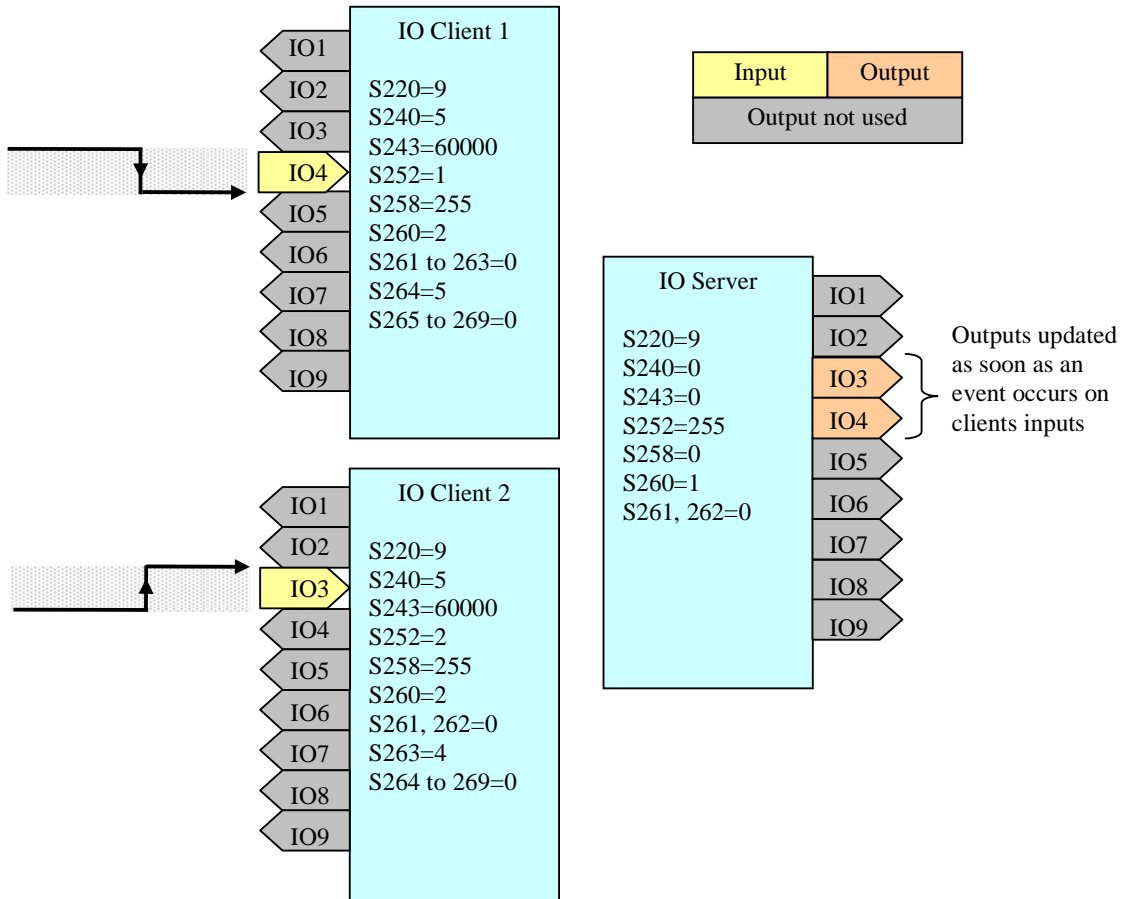 IO Client 1
IO1
IO2
IO3
IO4
IO5
IO6
IO7
IO8
IO9
S220=9
S240=5
S243=60000
S252=1
S258=255
S260=2
S261 to 263=0
S264=5
S265 to 269=0
Input
Output
Output not used
IO Client 2
IO1
IO2
IO3
IO4
IO5
IO6
IO7
IO8
IO9
S220=9
S240=5
S243=60000
S252=2
S258=255
S260=2
S261, 262=0
S263=4
S264 to 269=0
IO Server
S220=9
S240=0
S243=0
S252=255
S258=0
S260=1
S261, 262=0
IO1
IO2
IO3
IO4
IO5
IO6
IO7
IO8
IO9
Outputs updated
as soon as an
event occurs on
clients inputs